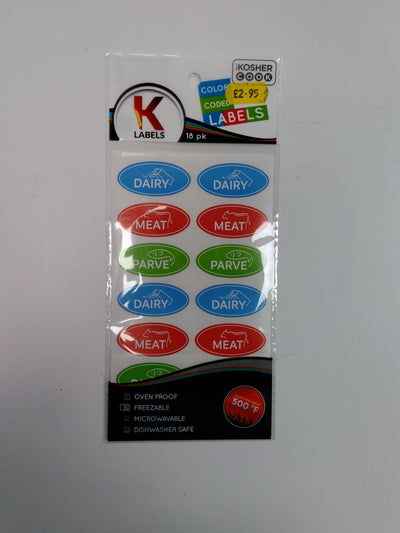 THE KOSHER
COOK
£2.95
COLOR
CODED
LABELS
K
LABELS
18 pk
DAIRY DAIRY
MEAT MEAT
PARVE PARVE
DAIRY DAIRY
MEAT MEAT
OVEN PROOF
FREEZABLE
MICROWAVABLE
DISHWASHER SAFE
500 °F